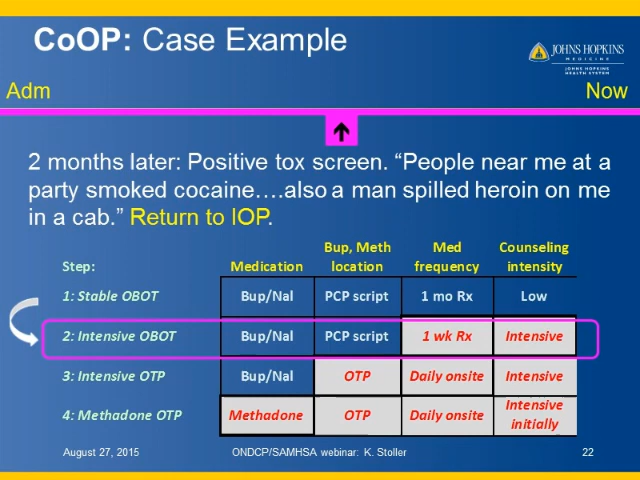 CoOP: Case Example
JOHNS HOPKINS
MEDICINE
JOHNS HOPKINS
HEALTH SYSTEM
Adm Now
2 months later: Positive tox screen. “People near me at a
party smoked cocaine….also a man spilled heroin on me
in a cab.” Return to IOP.
Step: Medication Bup, Meth location Med frequency Counseling intensity
1: Stable OBOT Bup/Nal PCP script 1 mo Rx Low
2: Intensive OBOT Bup/Nal PCP script 1 wk Rx Intensive
3: Intensive OTP Bup/Nal OTP Daily onsite Intensive
4: Methadone OTP Methadone OTP Daily onsite Intensive initially
August 27, 2015 ONDCP/SAMHSA webinar: K. Stoller 22